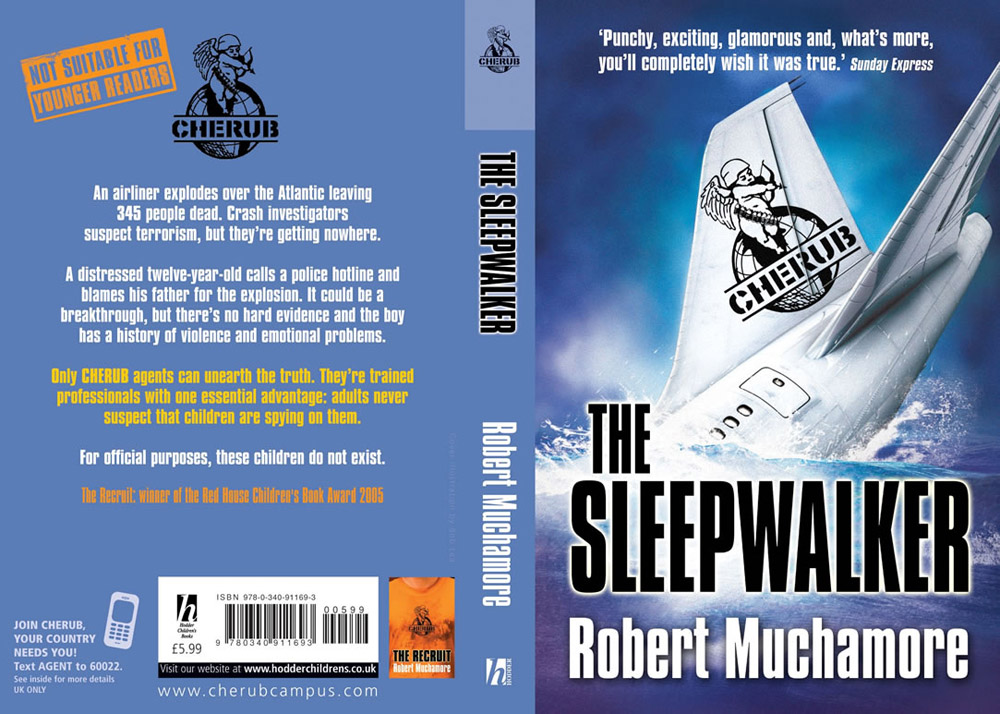 NOT SUITABLE FOR
YOUNGER READERS
CHERUB
An airliner explodes over the Atlantic leaving
345 people dead. Crash investigators
suspect terrorism, but they're getting nowhere.
A distressed twelve-year-old calls a police hotline and
blames his father for the explosion. It could be a
breakthrough, but there's no hard evidence and the boy
has a history of violence and emotional problems.
Only CHERUB agents can unearth the truth. They're trained
professionals with one essential advantage: adults never
suspect that children are spying on them.
For official purposes, these children do not exist.
The Recruit: winner of the Red House Children's Book Award 2005
JOIN CHERUB,
YOUR COUNTRY
NEEDS YOU!
Text AGENT to 60022.
See inside for more details
UK ONLY
h
Hodder
Children's
Books
£5.99
ISBN 978-0-340-91169-3
00599
9 780340 911693
Visit our website at www.hodderchildrens.co.uk
www.cherubcampus.com
CHERUB
THE RECRUIT
Robert Muchamore
CHERUB
THE SLEEPWALKER
Robert Muchamore
h
HODDER
'Punchy, exciting, glamorous and, what's more,
you'll completely wish it was true.' Sunday Express
CHERUB
THE
SLEEPWALKER
Robert Muchamore